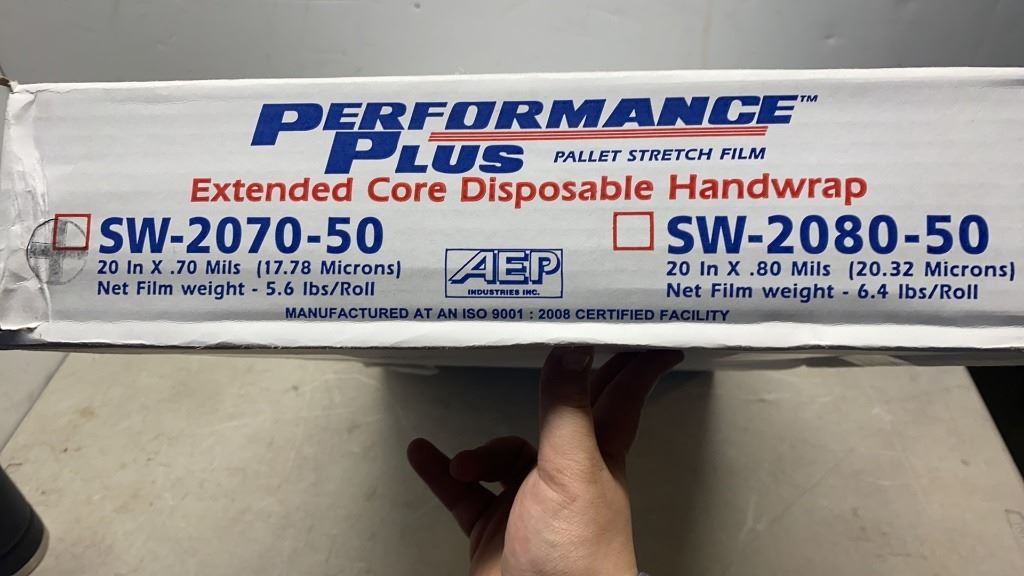 PERFORMANCE™
PLUS PALLET STRETCH FILM
Extended Core Disposable Handwrap
SW-2070-50
20 In X .70 Mils (17.78 Microns)
Net Film weight - 5.6 lbs/Roll
AEP
INDUSTRIES INC.
SW-2080-50
20 In X .80 Mils (20.32 Microns)
Net Film weight - 6.4 lbs/Roll
MANUFACTURED AT AN ISO 9001 : 2008 CERTIFIED FACILITY